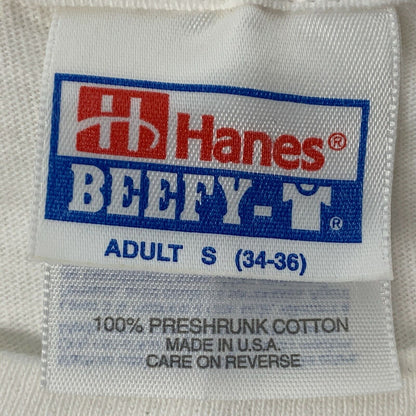 Hanes®
BEEFY-T®
ADULT S (34-36)
100% PRESHRUNK COTTON
MADE IN U.S.A.
CARE ON REVERSE